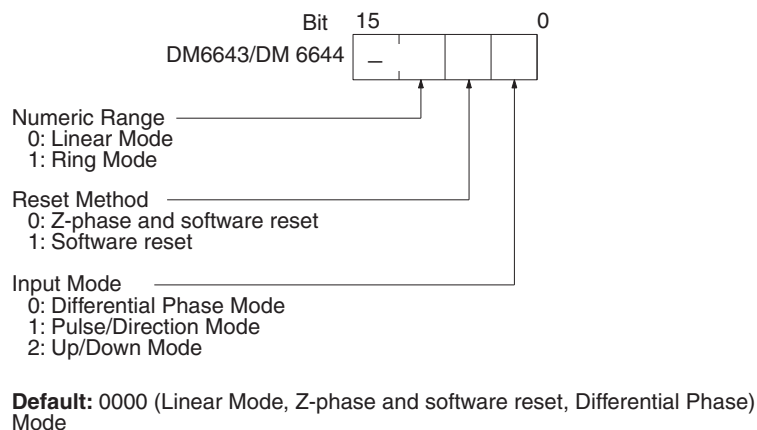 Bit 15 0
DM6643/DM 6644 –
Numeric Range
0: Linear Mode
1: Ring Mode
Reset Method
0: Z-phase and software reset
1: Software reset
Input Mode
0: Differential Phase Mode
1: Pulse/Direction Mode
2: Up/Down Mode
Default: 0000 (Linear Mode, Z-phase and software reset, Differential Phase)
Mode